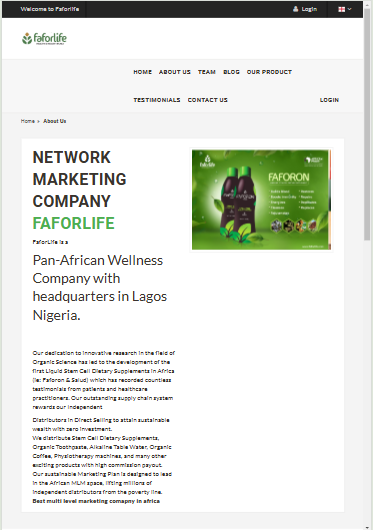 Welcome to Faforlife
Login
faforlife
HOME ABOUT US TEAM BLOG OUR PRODUCT
TESTIMONIALS CONTACT US LOGIN
Home » About Us
NETWORK
MARKETING
COMPANY
FAFORLIFE
FaforLife is a
Pan-African Wellness
Company with
headquarters in Lagos
Nigeria.
faforlife
FAFORON
Our dedication to innovative research in the field of
Organic Science has led to the development of the
first Liquid Stem Cell Dietary Supplements in Africa
(ie: Faforon & Salud) which has recorded countless
testimonials from patients and healthcare
practitioners. Our outstanding supply chain system
rewards our independent
Distributors in Direct Selling to attain sustainable
wealth with zero investment.
We distribute Stem Cell Dietary Supplements,
Organic Toothpaste, Alkaline Table Water, Organic
Coffee, Physiotherapy machines, and many other
exciting products with high commission payout.
Our sustainable Marketing Plan is designed to lead
in the African MLM space, lifting millions of
independent distributors from the poverty line.
Best multi level marketing comapny in africa